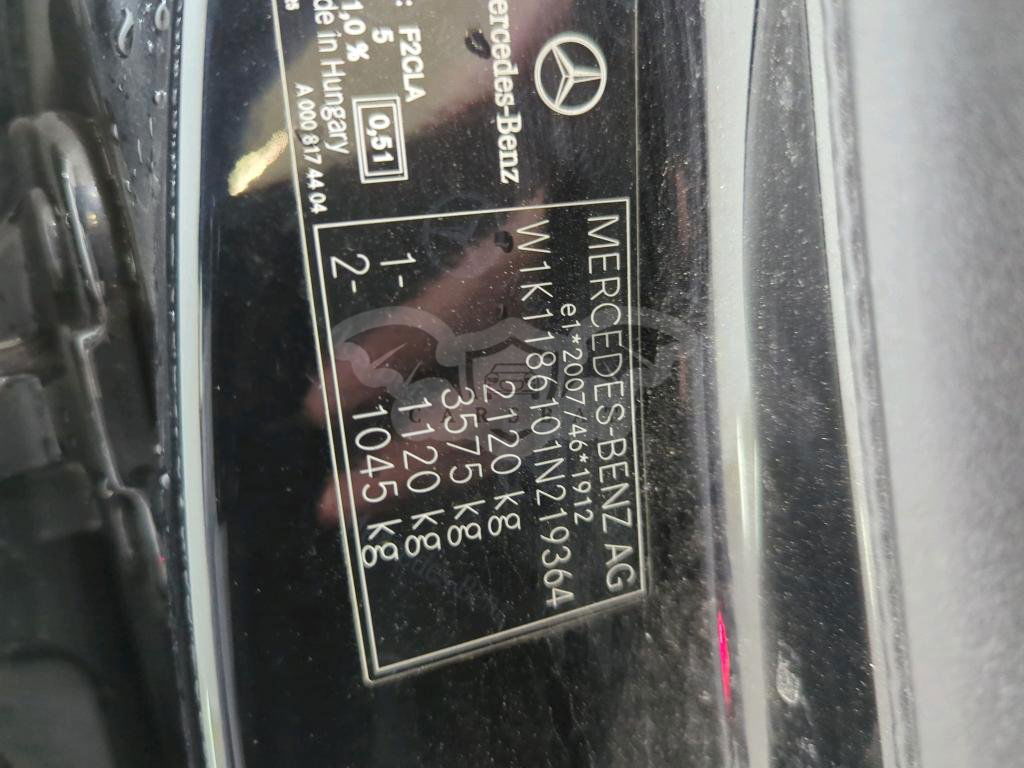 Mercedes-Benz
F2CLA
5
1,0 %
0,51
de in Hungary
A 000 817 44 04
MERCEDES-BENZ AG
e1*2007/46*1912
W1K1186101N219364
2120 kg
3575 kg
1- 1120 kg
2- 1045 kg